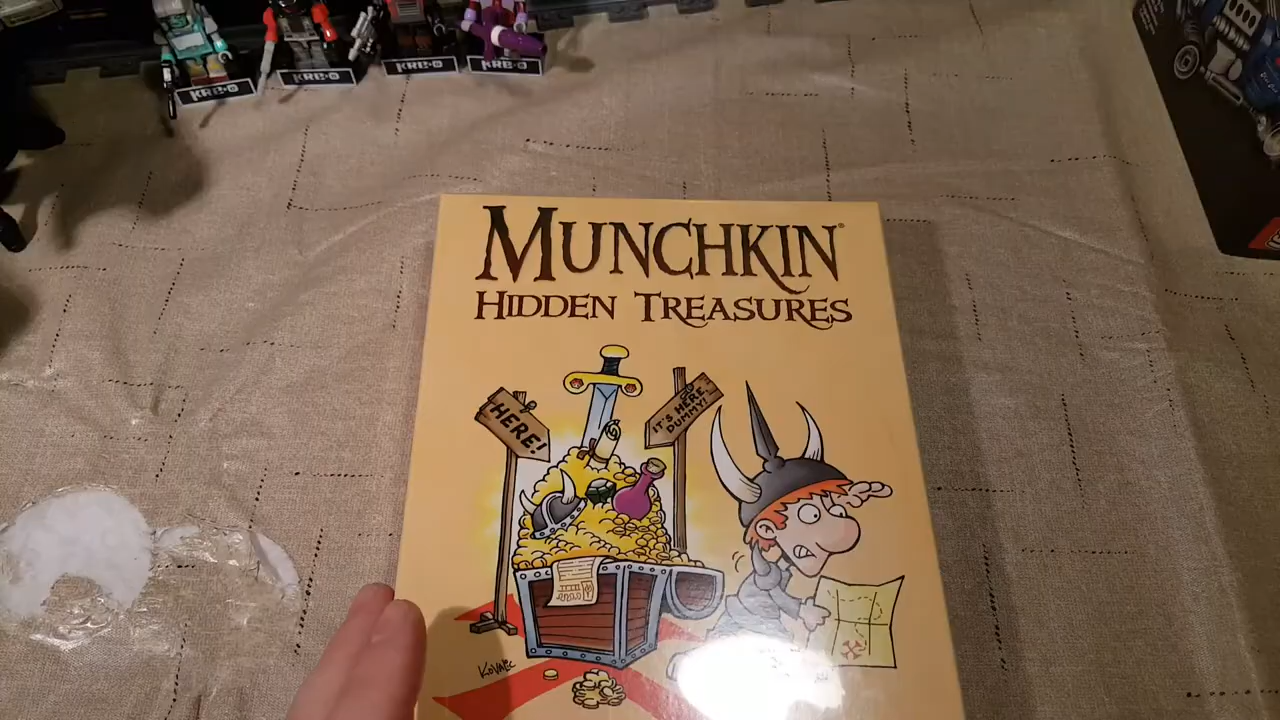 KRE-O
KRE-O
KRE-O
KRE-O
MUNCHKIN®
HIDDEN TREASURES
HERE!
IT'S HERE
DUMMY!
KOVALIC